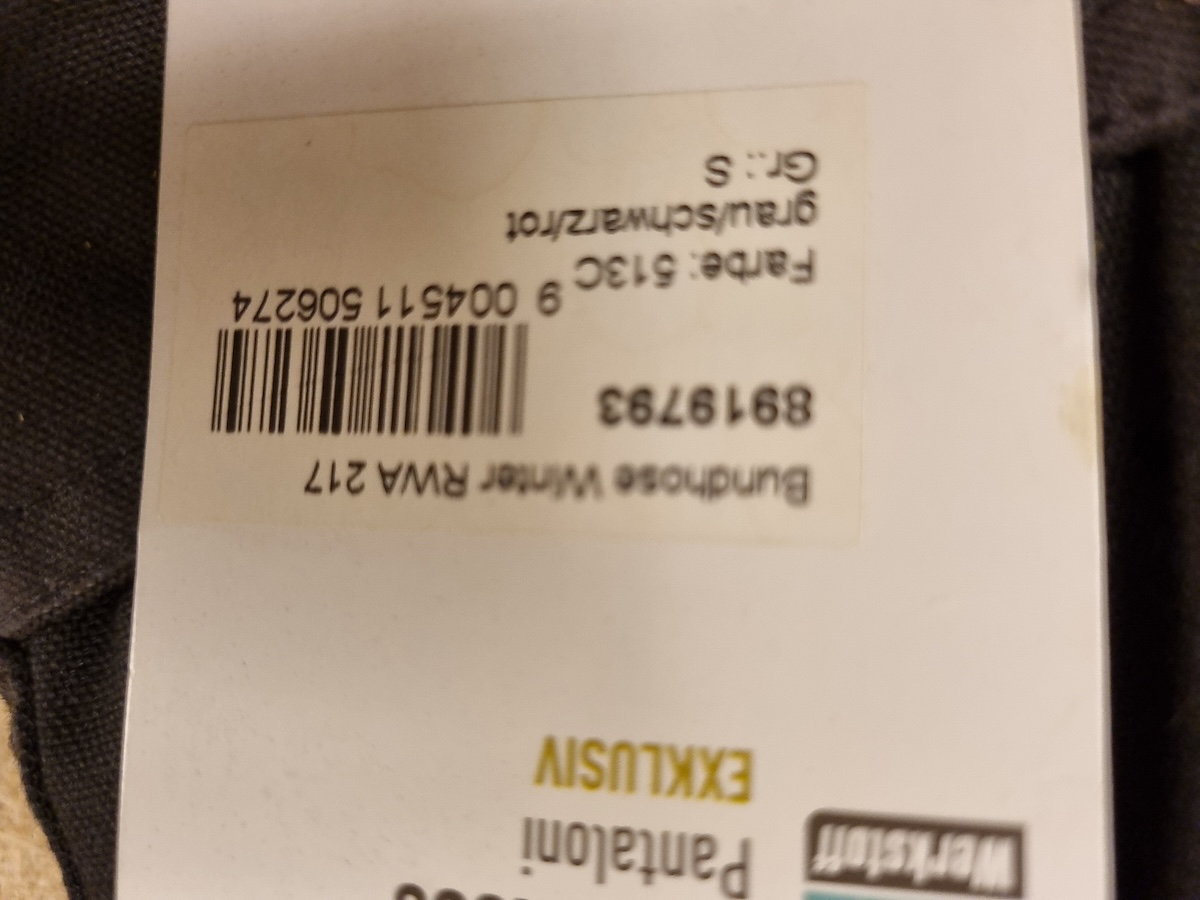 Werkstoff
Pantaloni
EXKLUSIV
Bundhose Winter RWA 217
8919793
9 004511 506274
Farbe: 513C
grau/schwarz/rot
Gr.: S